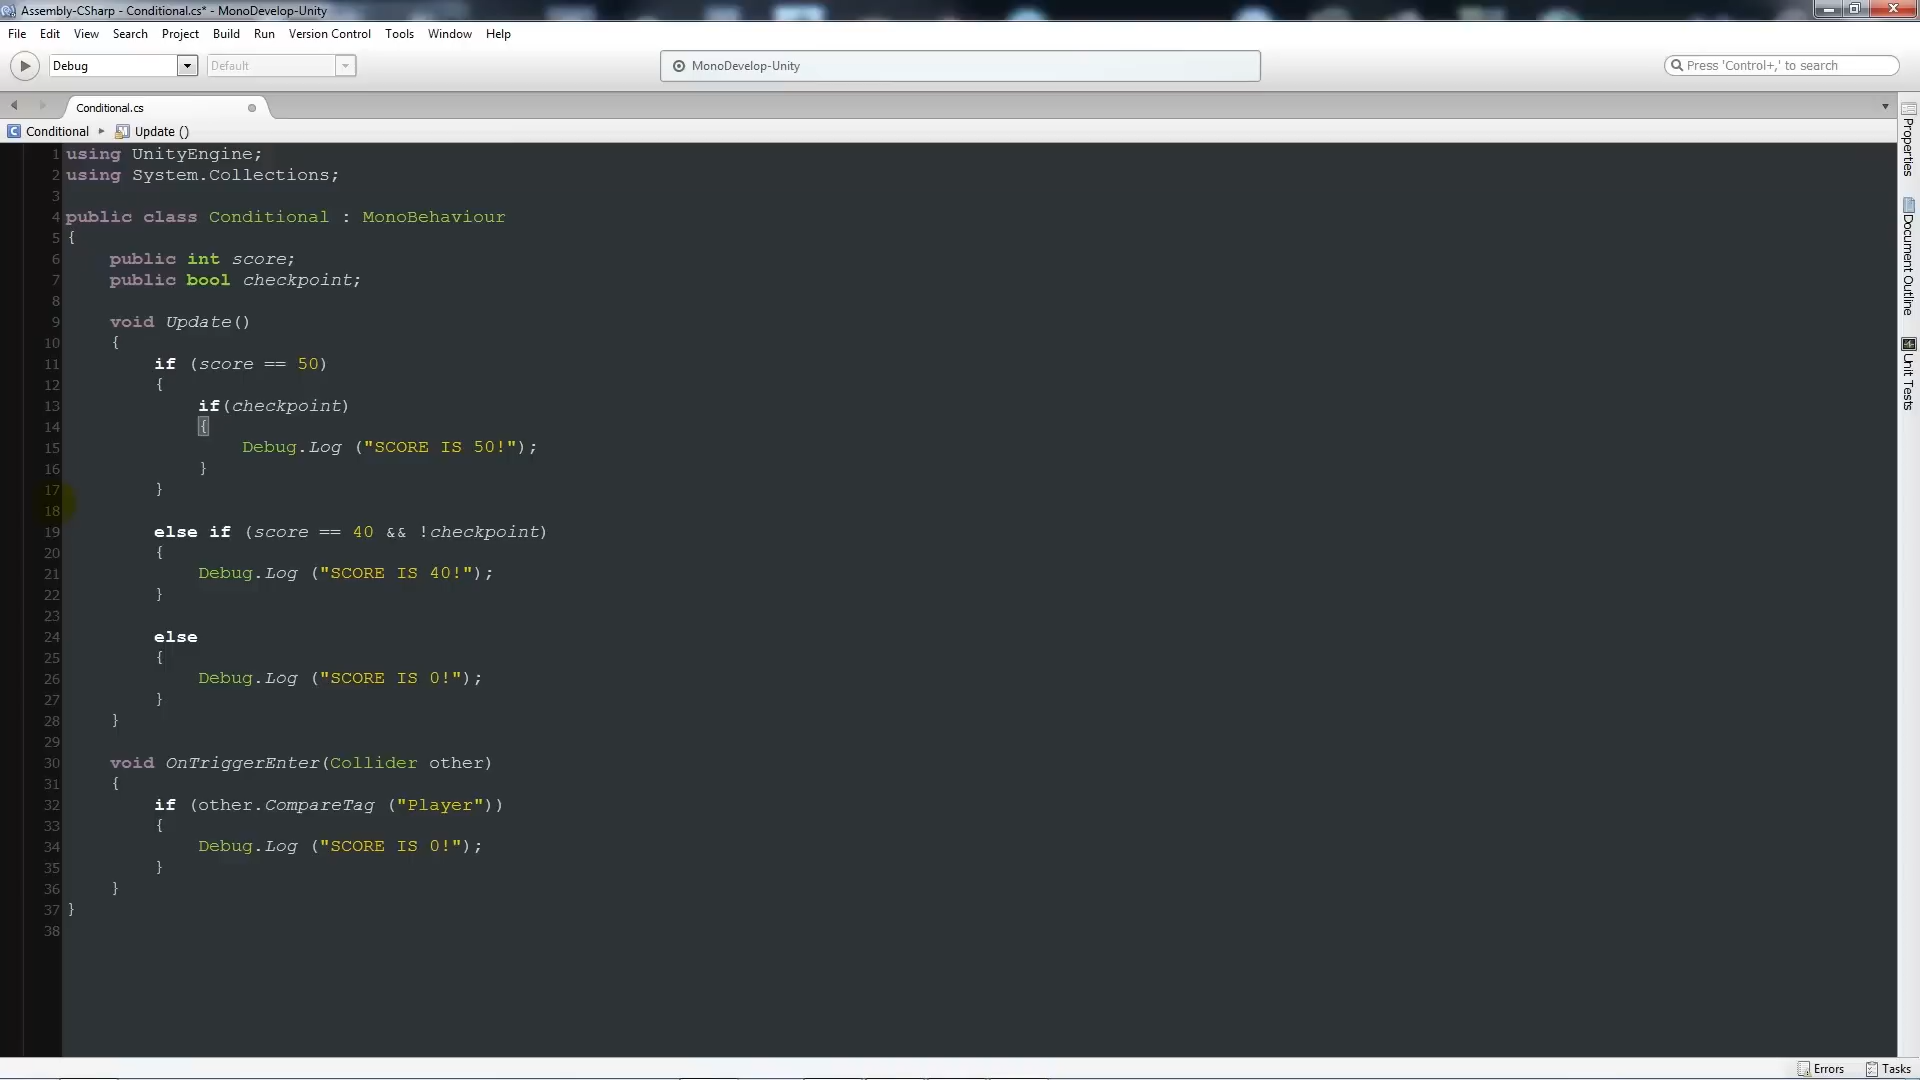 Assembly-CSharp - Conditional.cs* - MonoDevelop-Unity
File Edit View Search Project Build Run Version Control Tools Window Help
Debug Default MonoDevelop-Unity Press 'Control+,' to search
Conditional.cs
Conditional Update ()
1 using UnityEngine;
2 using System.Collections;
3
4 public class Conditional : MonoBehaviour
5 {
6 public int score;
7 public bool checkpoint;
8
9 void Update()
10 {
11 if (score == 50)
12 {
13 if(checkpoint)
14 {
15 Debug.Log ("SCORE IS 50!");
16 }
17 }
18
19 else if (score == 40 && !checkpoint)
20 {
21 Debug.Log ("SCORE IS 40!");
22 }
23
24 else
25 {
26 Debug.Log ("SCORE IS 0!");
27 }
28 }
29
30 void OnTriggerEnter(Collider other)
31 {
32 if (other.CompareTag ("Player"))
33 {
34 Debug.Log ("SCORE IS 0!");
35 }
36 }
37 }
38
Properties
Document Outline
Unit Tests
Errors Tasks